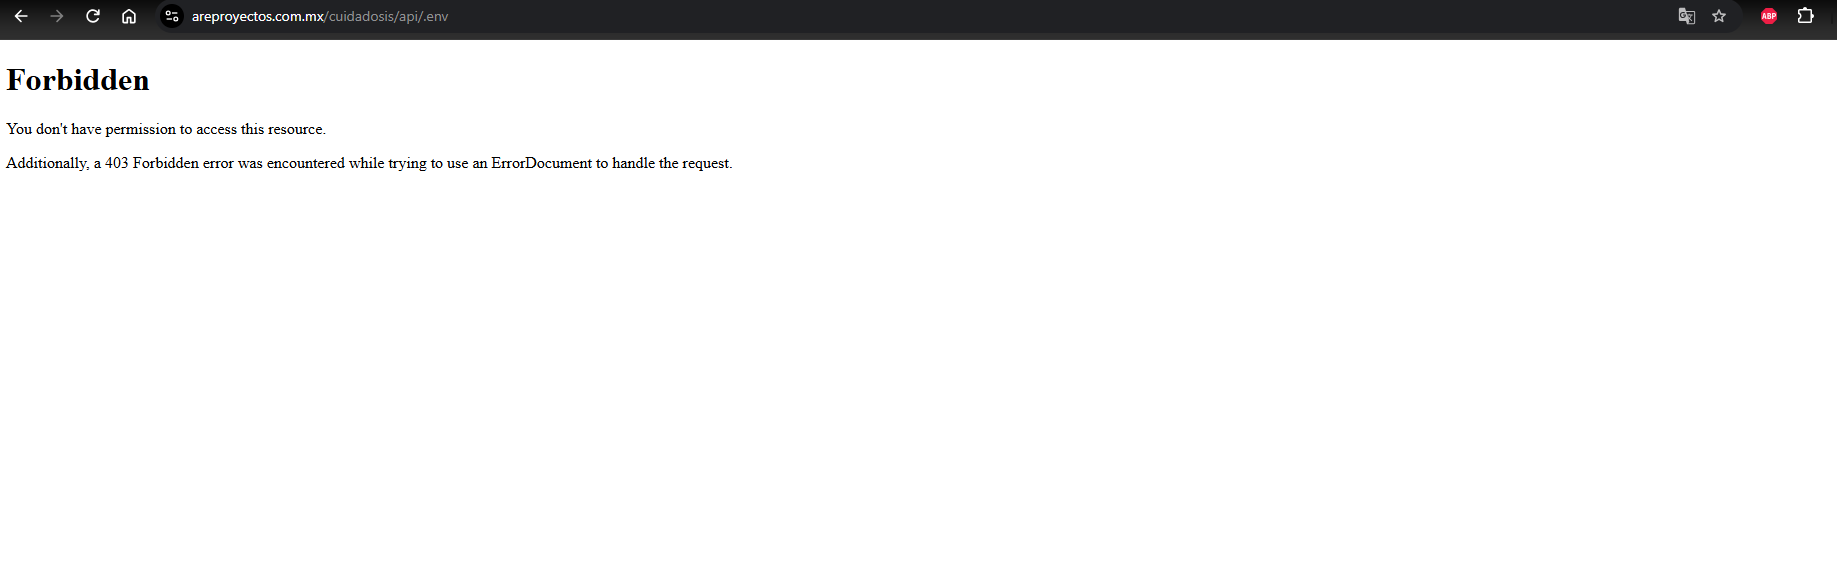 areproyectos.com.mx/cuidadosis/api/.env
ABP
Forbidden
You don't have permission to access this resource.
Additionally, a 403 Forbidden error was encountered while trying to use an ErrorDocument to handle the request.